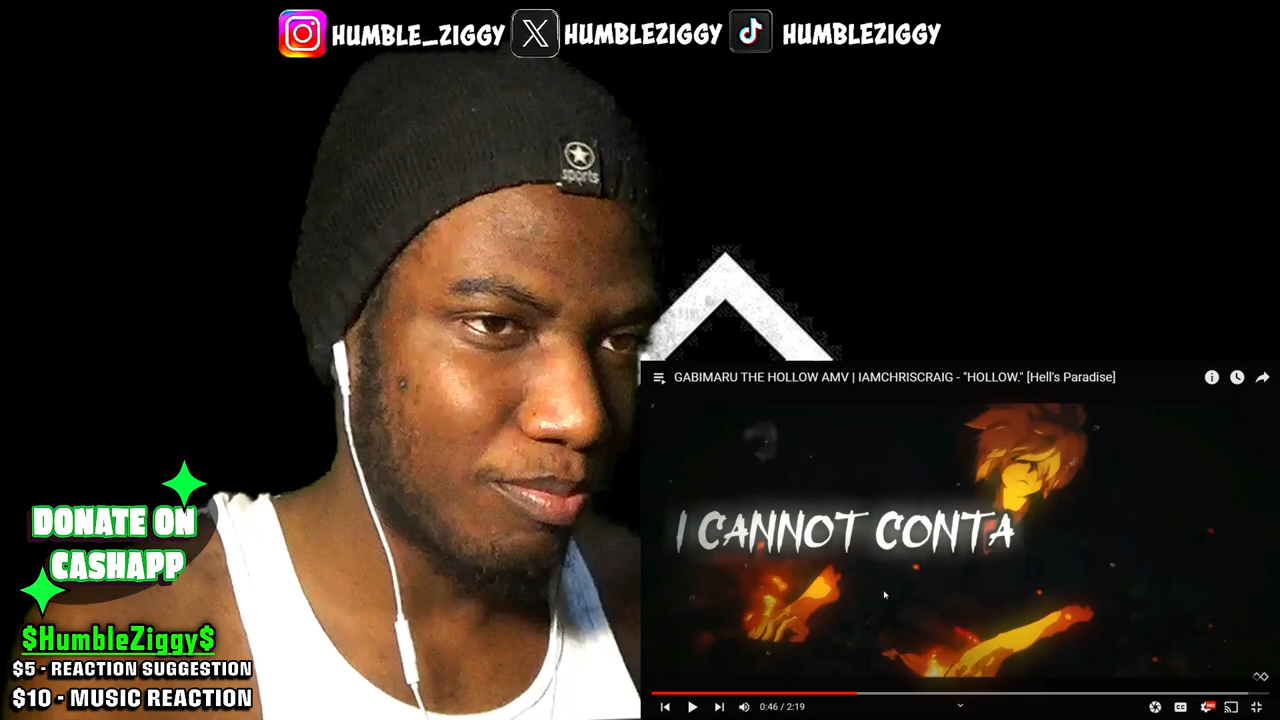 HUMBLE_ZIGGY HUMBLEZIGGY HUMBLEZIGGY
sports
GABIMARU THE HOLLOW AMV | IAMCHRISCRAIG - "HOLLOW." [Hell's Paradise]
I CANNOT CONTA
DONATE ON
CASHAPP
$HumbleZiggy$
$5 - REACTION SUGGESTION
$10 - MUSIC REACTION
0:46 / 2:19